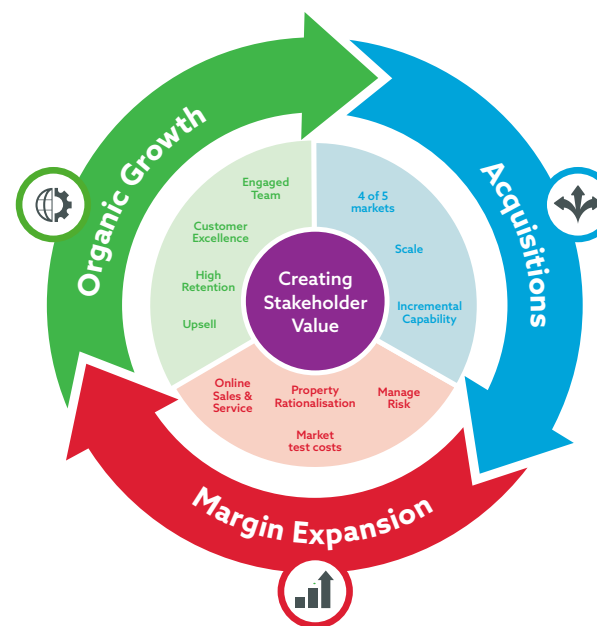 Organic Growth
Acquisitions
Margin Expansion
Engaged
Team
Customer
Excellence
High
Retention
Upsell
4 of 5
markets
Scale
Incremental
Capability
Creating
Stakeholder
Value
Online
Sales &
Service
Property
Rationalisation
Manage
Risk
Market
test costs